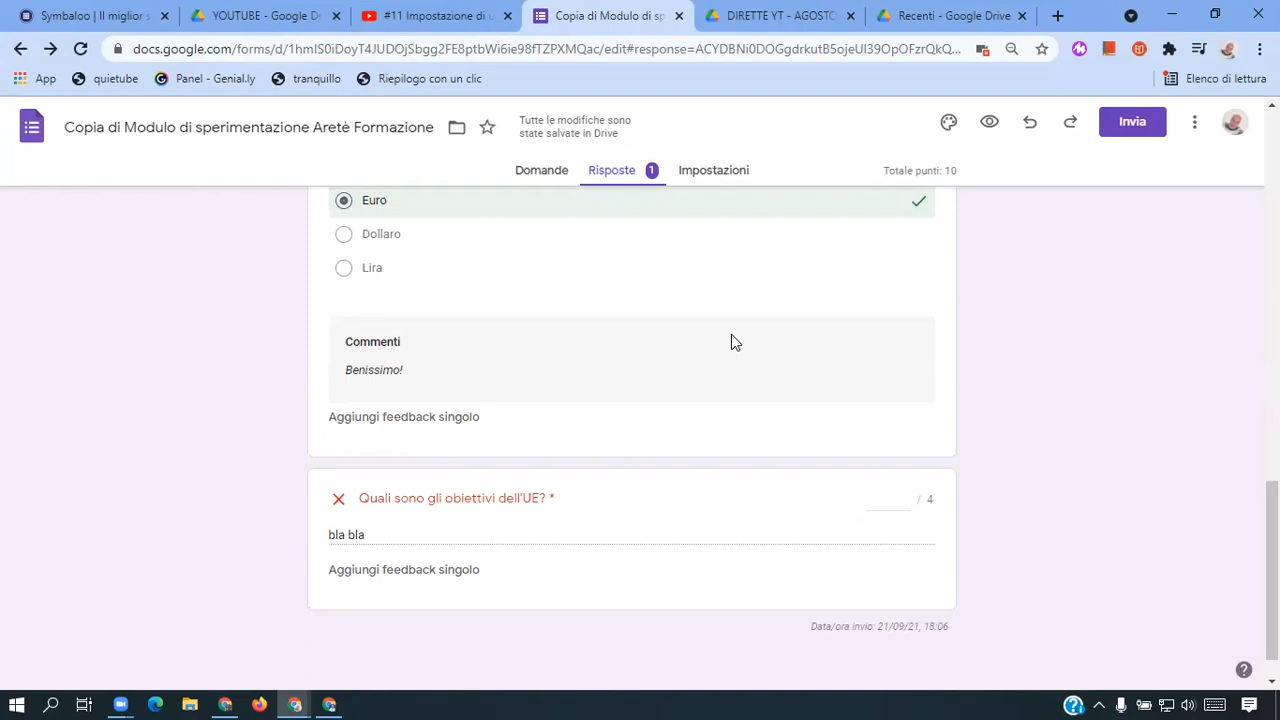 Symbaloo | Il miglior s
YOUTUBE - Google D
#11 Impostazione di u
Copia di Modulo di sp
DIRETTE YT - AGOSTO
Recenti - Google Drive
docs.google.com/forms/d/1hmIS0iDoyT4JUDOjSbgg2FE8ptbWi6ie98fTZPXMQac/edit#response=ACYDBNi0DOGgdrkutB5ojeUI39OpOFzrQkQ...
App
quietube
Panel - Genial.ly
tranquillo
Riepilogo con un clic
Elenco di lettura
Copia di Modulo di sperimentazione Aretè Formazione
Tutte le modifiche sono
state salvate in Drive
Invia
Domande
Risposte 1
Impostazioni
Totale punti: 10
Euro
Dollaro
Lira
Commenti
Benissimo!
Aggiungi feedback singolo
Quali sono gli obiettivi dell'UE? *
/ 4
bla bla
Aggiungi feedback singolo
Data/ora invio: 21/09/21, 18:06